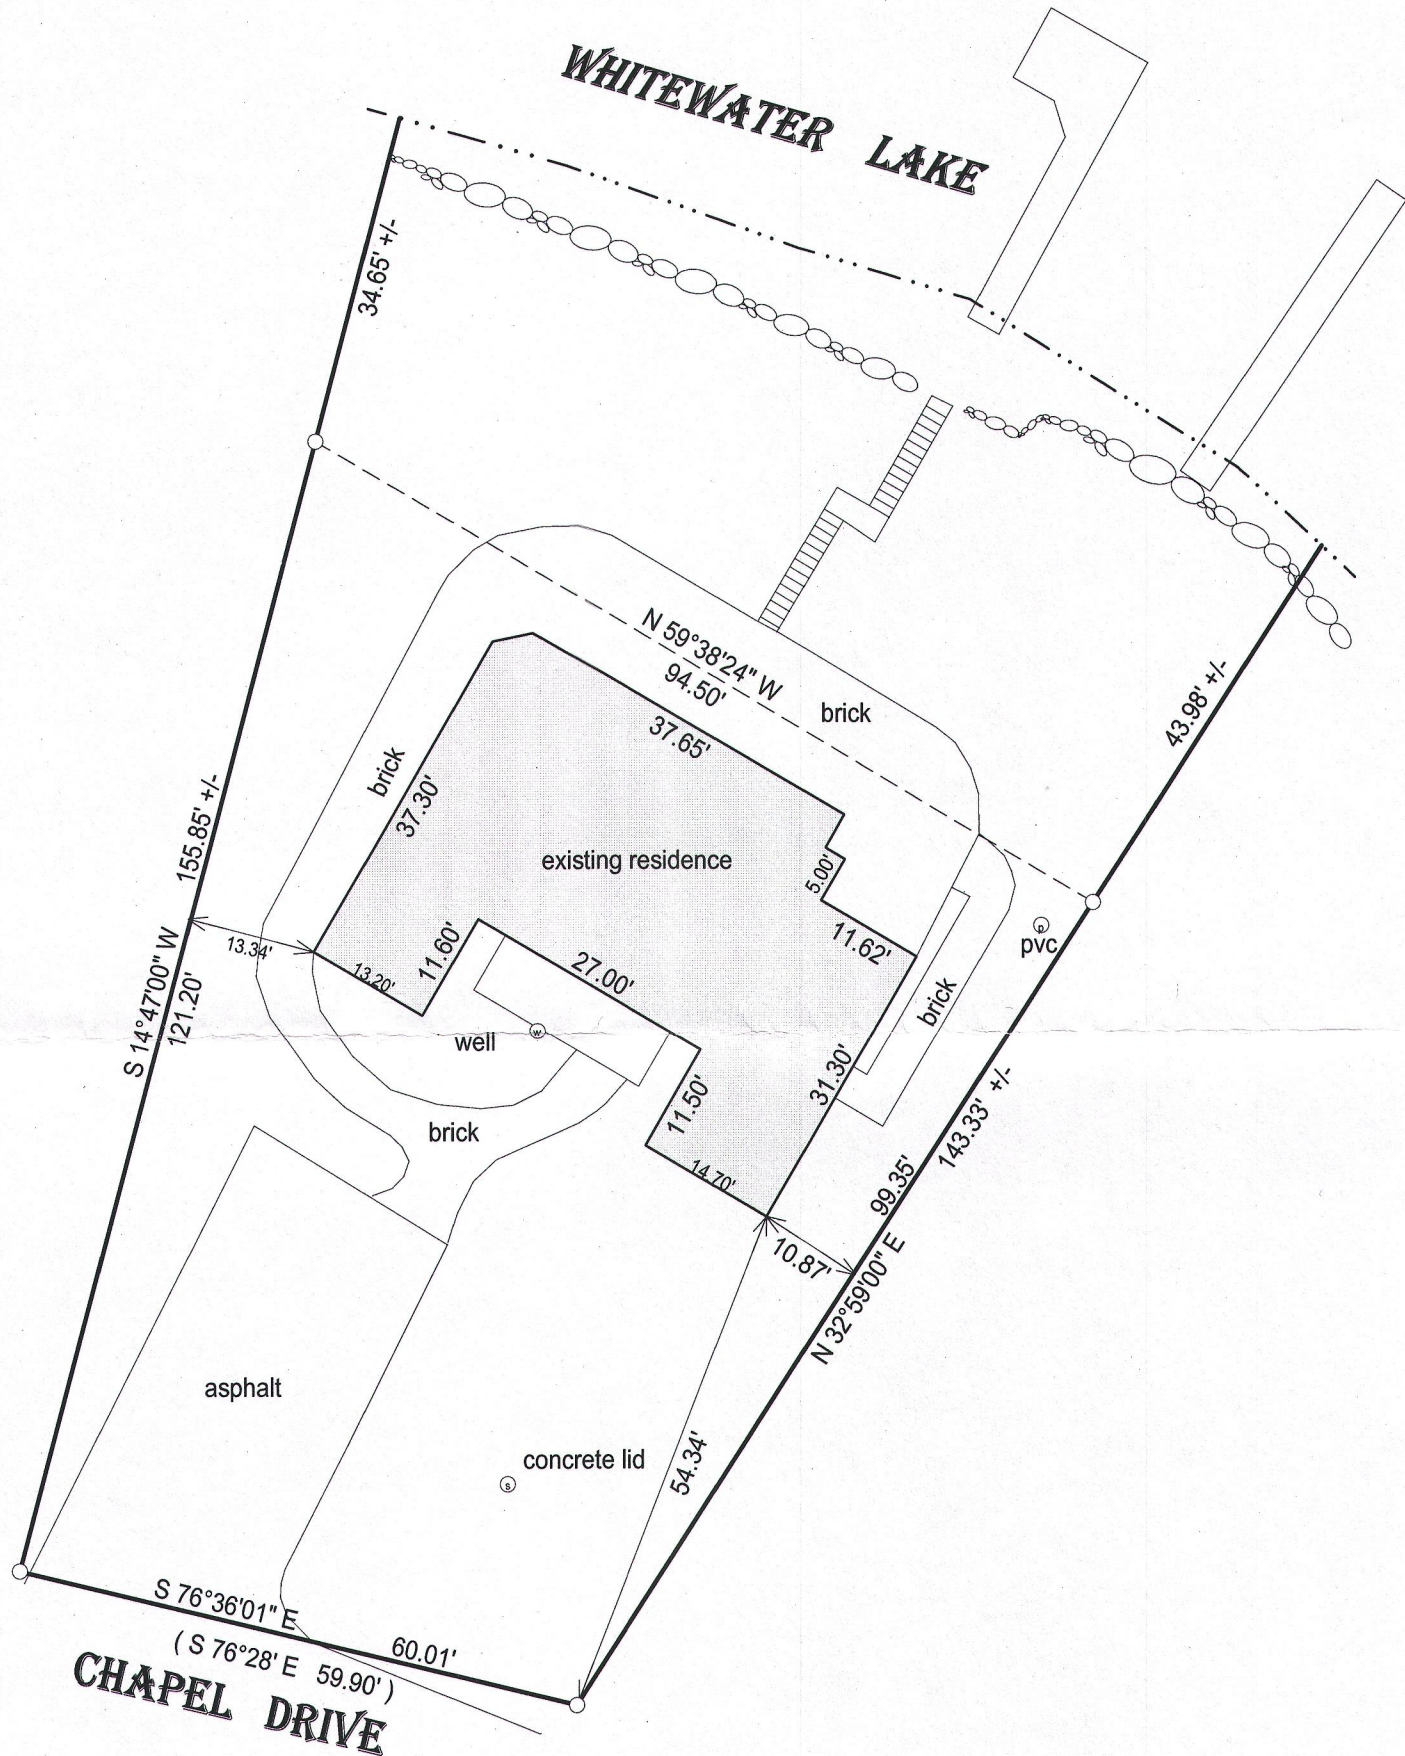 WHITEWATER LAKE
34.65' +/-
N 59°38'24" W
94.50'
brick
43.98' +/-
37.65'
brick
37.30'
155.85' +/-
existing residence
5.00'
11.62'
pvc
p
13.34'
11.60'
13.20'
27.00'
S 14°47'00" W
121.20'
brick
well
w
31.30'
11.50'
143.33' +/-
brick
14.70'
99.35'
10.87'
N 32°59'00" E
asphalt
54.34'
concrete lid
s
S 76°36'01" E
60.01'
( S 76°28' E 59.90' )
CHAPEL DRIVE